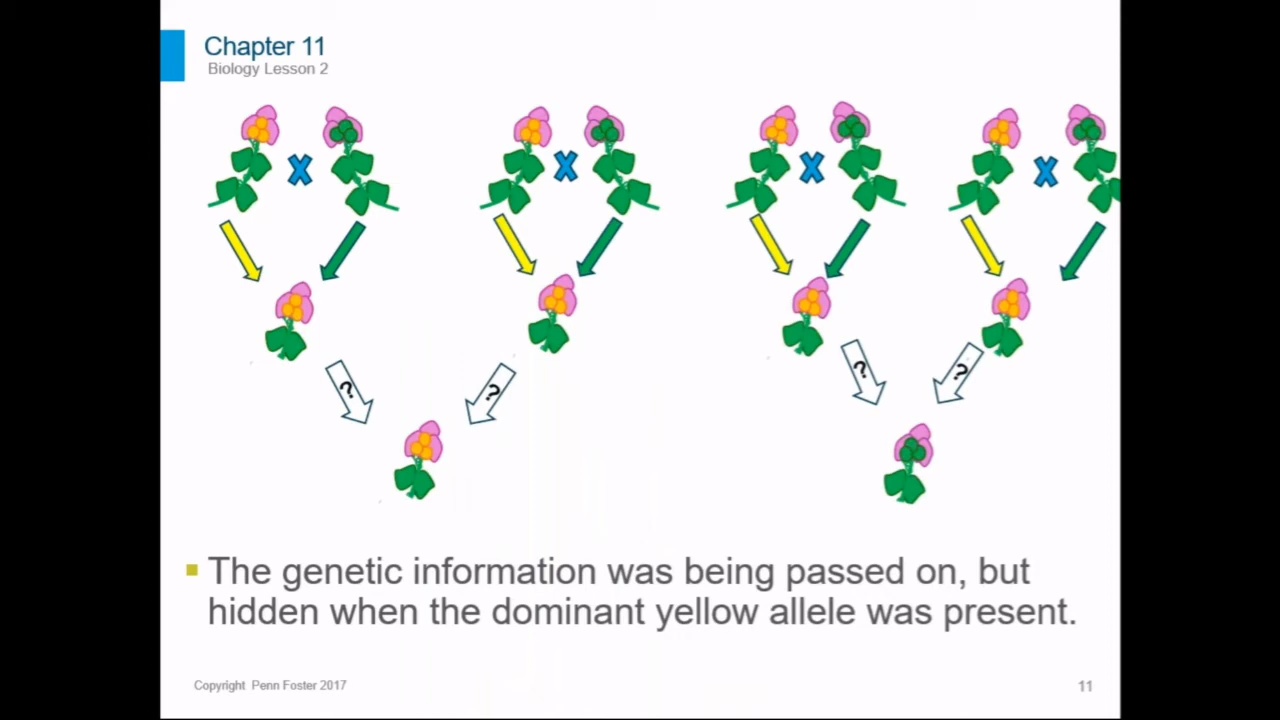 Chapter 11
Biology Lesson 2
?
?
?
?
The genetic information was being passed on, but
hidden when the dominant yellow allele was present.
Copyright Penn Foster 2017
11